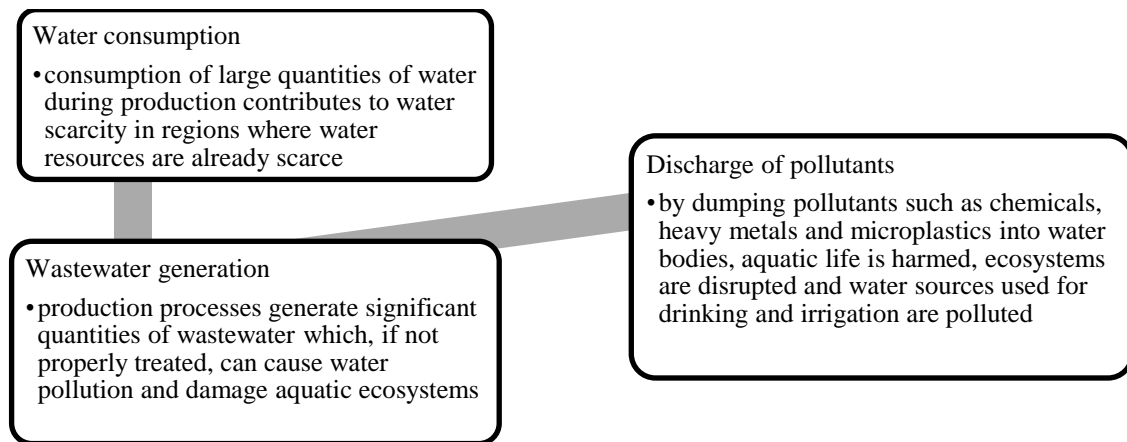 Water consumption
•consumption of large quantities of water
during production contributes to water
scarcity in regions where water
resources are already scarce
Wastewater generation
•production processes generate significant
quantities of wastewater which, if not
properly treated, can cause water
pollution and damage aquatic ecosystems
Discharge of pollutants
•by dumping pollutants such as chemicals,
heavy metals and microplastics into water
bodies, aquatic life is harmed, ecosystems
are disrupted and water sources used for
drinking and irrigation are polluted